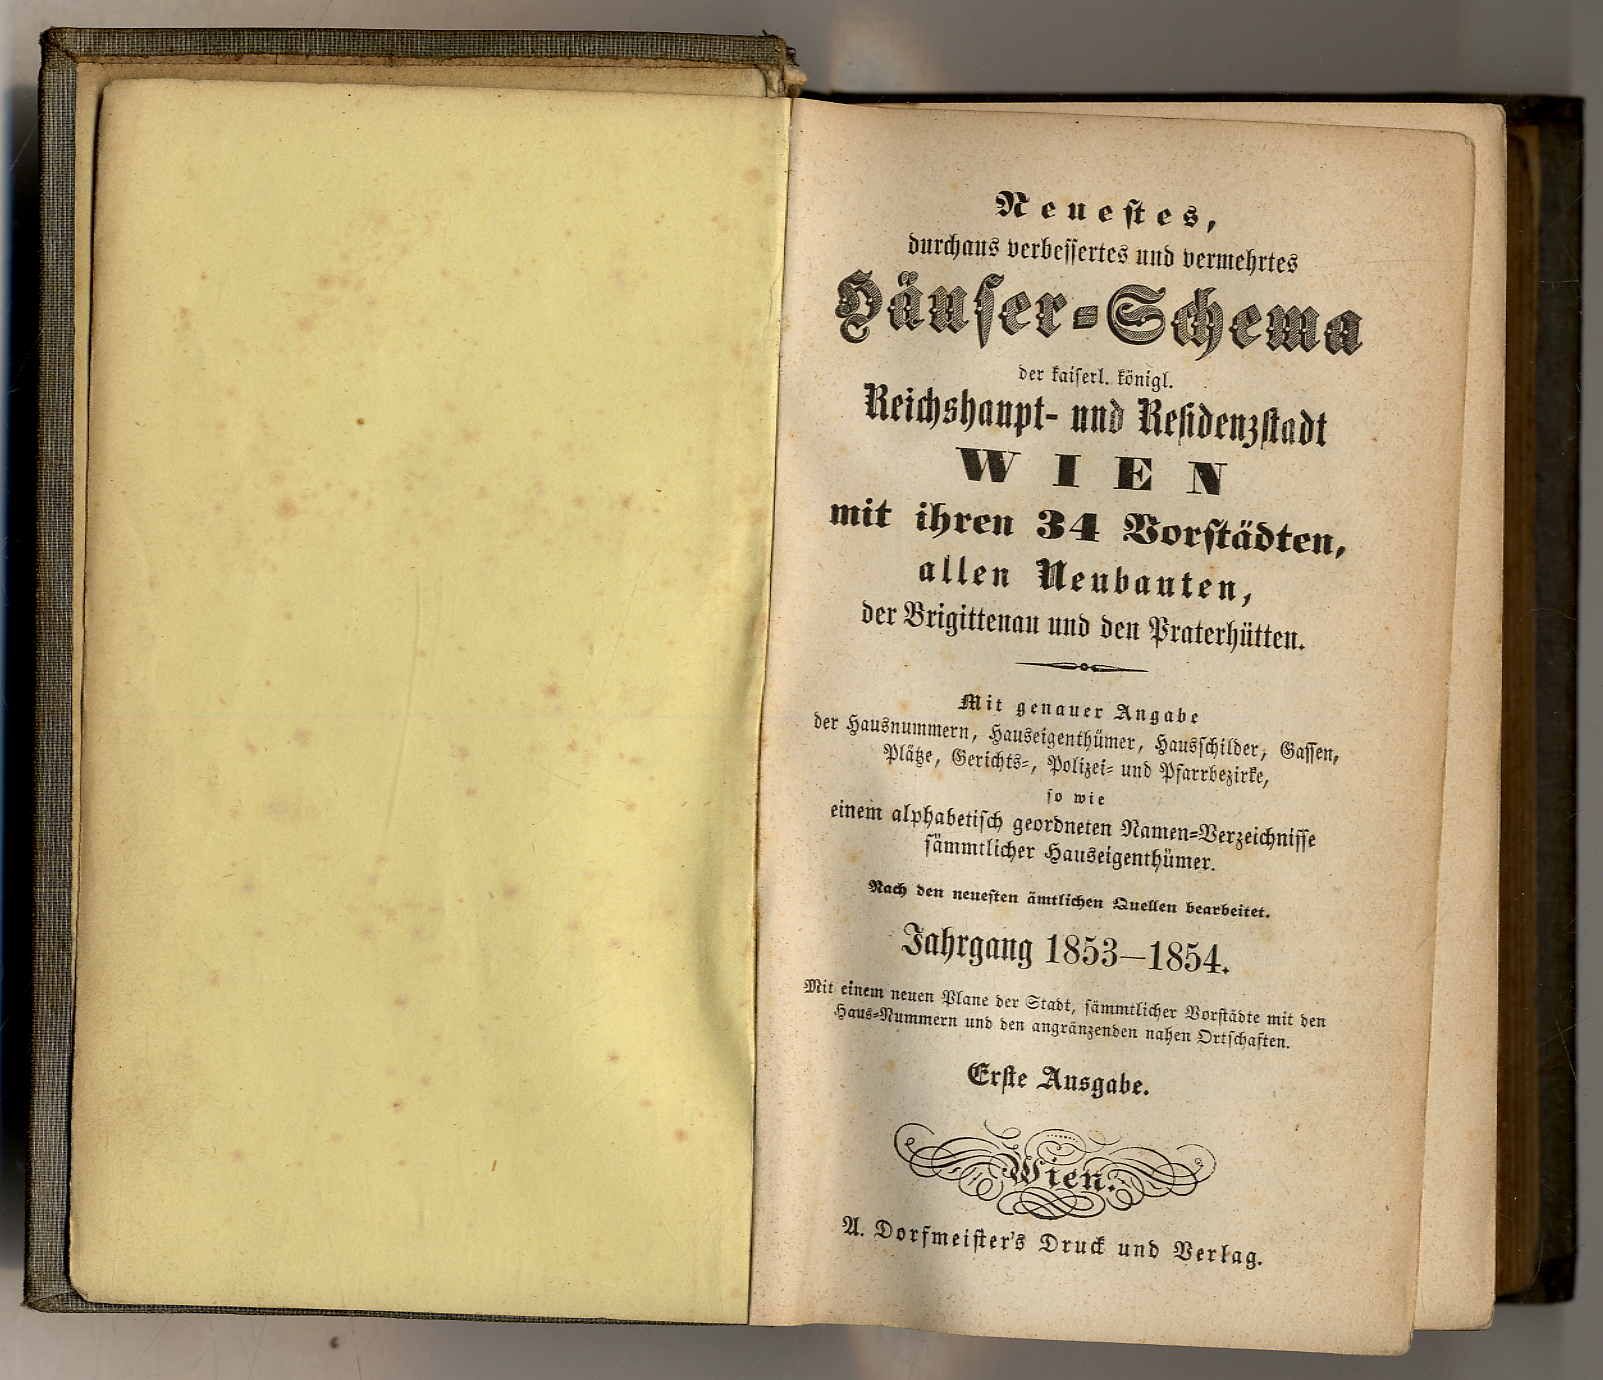 Neueſtes,
durchaus verbeſſertes und vermehrtes
Häuſer-Schema
der kaiſerl. königl.
Reichshaupt- und Reſidenzſtadt
WIEN
mit ihren 34 Vorſtädten,
allen Neubauten,
der Brigittenau und den Praterhütten.
Mit genauer Angabe
der Hausnummern, Hauseigenthümer, Hausſchilder, Gaſſen,
Plätze, Gerichts-, Polizei- und Pfarrbezirke,
ſo wie
einem alphabetiſch geordneten Namen-Verzeichniſſe
ſämmtlicher Hauseigenthümer.
Nach den neueſten ämtlichen Quellen bearbeitet.
Jahrgang 1853—1854.
Mit einem neuen Plane der Stadt, ſämmtlicher Vorſtädte mit den
Haus-Nummern und den angränzenden nahen Ortſchaften.
Erſte Ausgabe.
Wien.
A. Dorfmeiſter's Druck und Verlag.